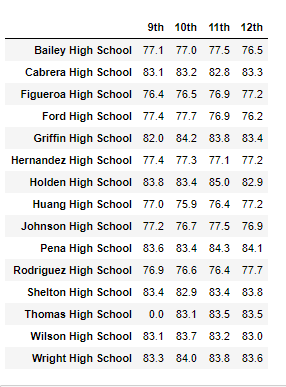 9th 10th 11th 12th
Bailey High School 77.1 77.0 77.5 76.5
Cabrera High School 83.1 83.2 82.8 83.3
Figueroa High School 76.4 76.5 76.9 77.2
Ford High School 77.4 77.7 76.9 76.2
Griffin High School 82.0 84.2 83.8 83.4
Hernandez High School 77.4 77.3 77.1 77.2
Holden High School 83.8 83.4 85.0 82.9
Huang High School 77.0 75.9 76.4 77.2
Johnson High School 77.2 76.7 77.5 76.9
Pena High School 83.6 83.4 84.3 84.1
Rodriguez High School 76.9 76.6 76.4 77.7
Shelton High School 83.4 82.9 83.4 83.8
Thomas High School 0.0 83.1 83.5 83.5
Wilson High School 83.1 83.7 83.2 83.0
Wright High School 83.3 84.0 83.8 83.6